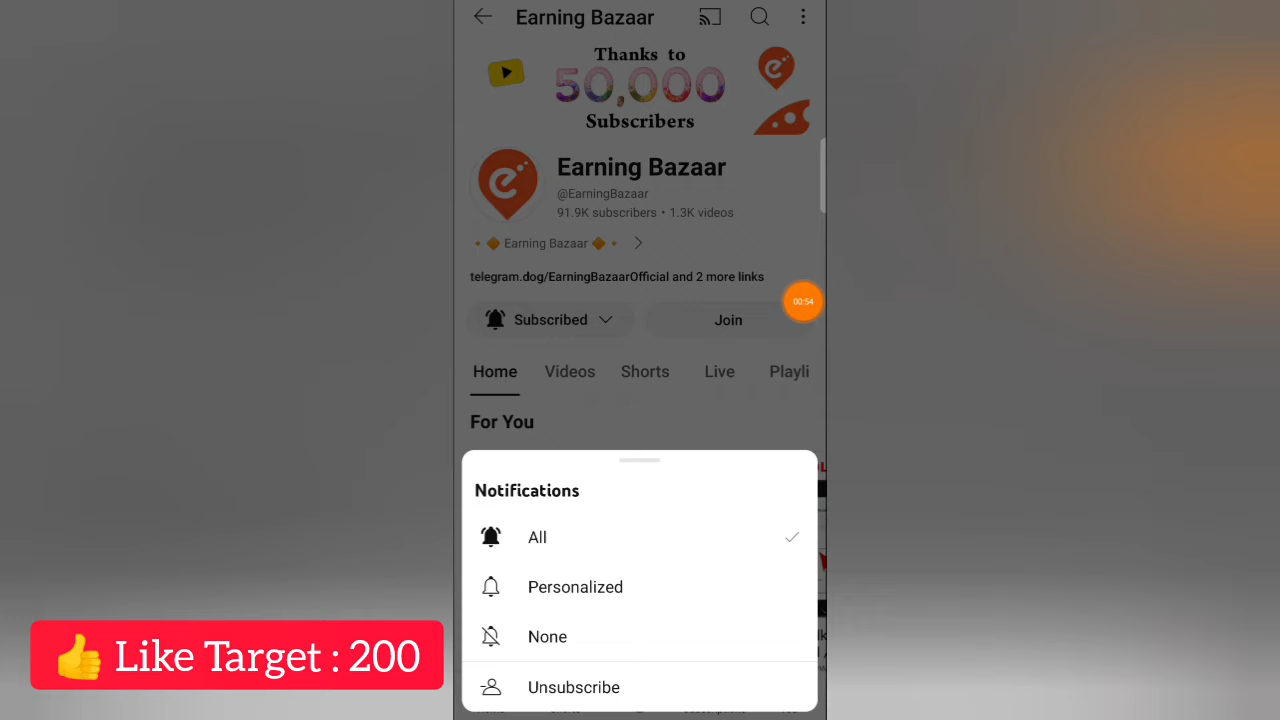 Earning Bazaar
Thanks to
50,000
Subscribers
Earning Bazaar
@EarningBazaar
91.9K subscribers • 1.3K videos
🔸🔶 Earning Bazaar 🔶🔸
telegram.dog/EarningBazaarOfficial and 2 more links
00:54
Subscribed
Join
Home Videos Shorts Live Playli
For You
Notifications
All
Personalized
None
Unsubscribe
👍 Like Target : 200